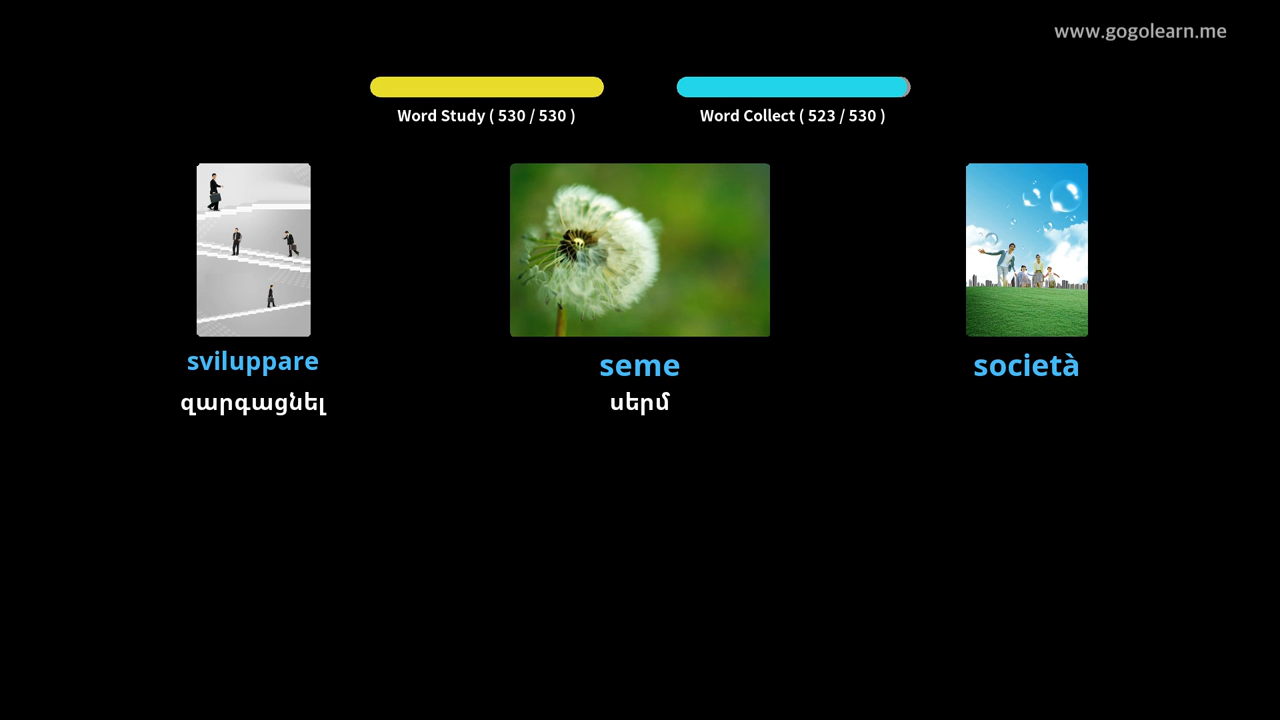 www.gogolearn.me
Word Study ( 530 / 530 )
Word Collect ( 523 / 530 )
sviluppare
զարգացնել
seme
սերմ
società